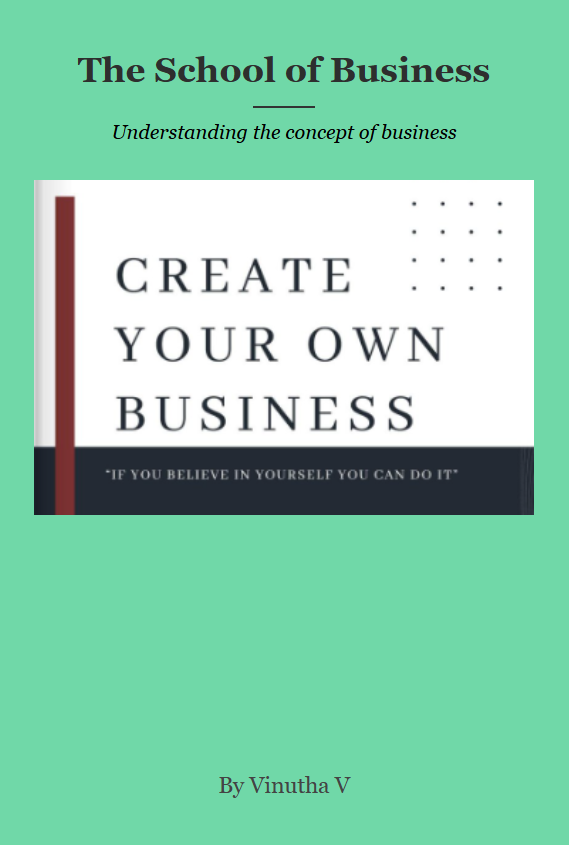 The School of Business
Understanding the concept of business
CREATE
YOUR OWN
BUSINESS
"IF YOU BELIEVE IN YOURSELF YOU CAN DO IT"
By Vinutha V